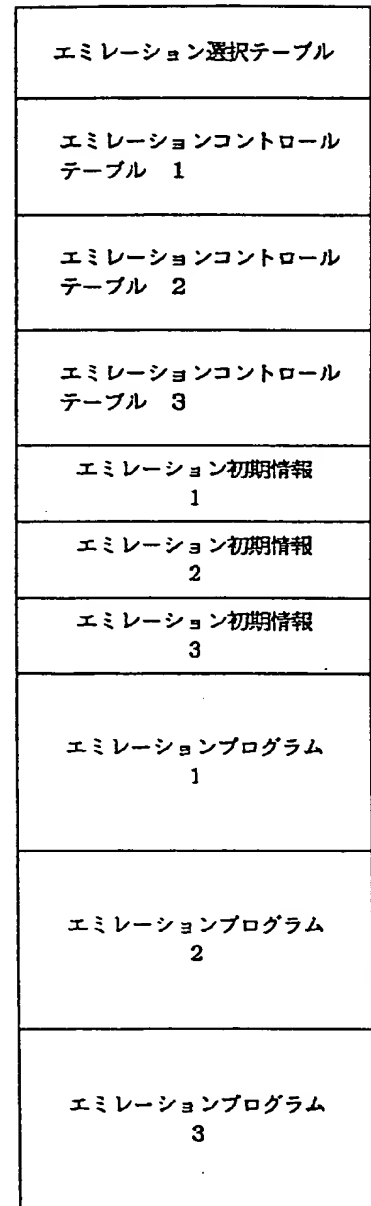 エミレーション選択テーブル
エミレーションコントロール
テーブル 1
エミレーションコントロール
テーブル 2
エミレーションコントロール
テーブル 3
エミレーション初期情報
1
エミレーション初期情報
2
エミレーション初期情報
3
エミレーションプログラム
1
エミレーションプログラム
2
エミレーションプログラム
3